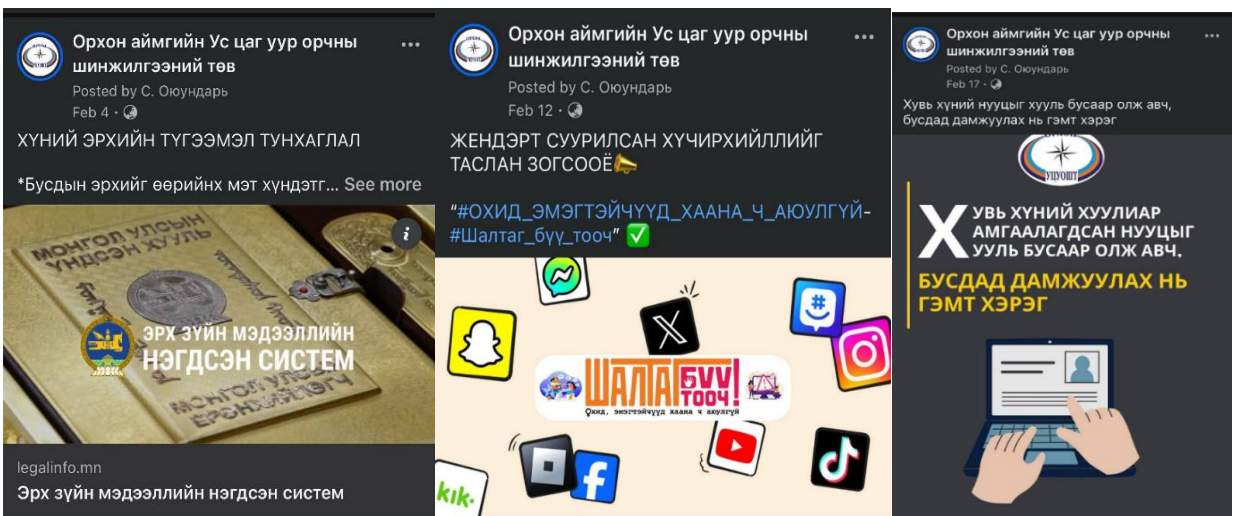 Орхон аймгийн Ус цаг уур орчны
шинжилгээний төв
Posted by С. Оюундарь
Feb 4 ·
ХҮНИЙ ЭРХИЙН ТҮГЭЭМЭЛ ТУНХАГЛАЛ
*Бусдын эрхийг өөрийнх мэт хүндэтг... See more
МОНГОЛ УЛСЫН
ҮНДСЭН ХУУЛЬ
ЭРХ ЗҮЙН МЭДЭЭЛЛИЙН
НЭГДСЭН СИСТЕМ
МОНГОЛ УЛСЫН
ЕРӨНХИЙЛӨГЧ
legalinfo.mn
Эрх зүйн мэдээллийн нэгдсэн систем
Орхон аймгийн Ус цаг уур орчны
шинжилгээний төв
Posted by С. Оюундарь
Feb 12 ·
ЖЕНДЭРТ СУУРИЛСАН ХҮЧИРХИЙЛЛИЙГ
ТАСЛАН ЗОГСООЁ
“#ОХИД_ЭМЭГТЭЙЧҮҮД_ХААНА_Ч_АЮУЛГҮЙ-
#Шалтаг_бүү_тооч”
ШАЛТАГ БҮҮ ТООЧ!
Охид, эмэгтэйчүүд хаана ч аюулгүй
kik.
Орхон аймгийн Ус цаг уур орчны
шинжилгээний төв
Posted by С. Оюундарь
Feb 17 ·
Хувь хүний нууцыг хууль бусаар олж авч,
бусдад дамжуулах нь гэмт хэрэг
УЦУОШТ
ХУВЬ ХҮНИЙ ХУУЛИАР
АМГААЛАГДСАН НУУЦЫГ
УУЛЬ БУСААР ОЛЖ АВЧ,
БУСДАД ДАМЖУУЛАХ НЬ
ГЭМТ ХЭРЭГ